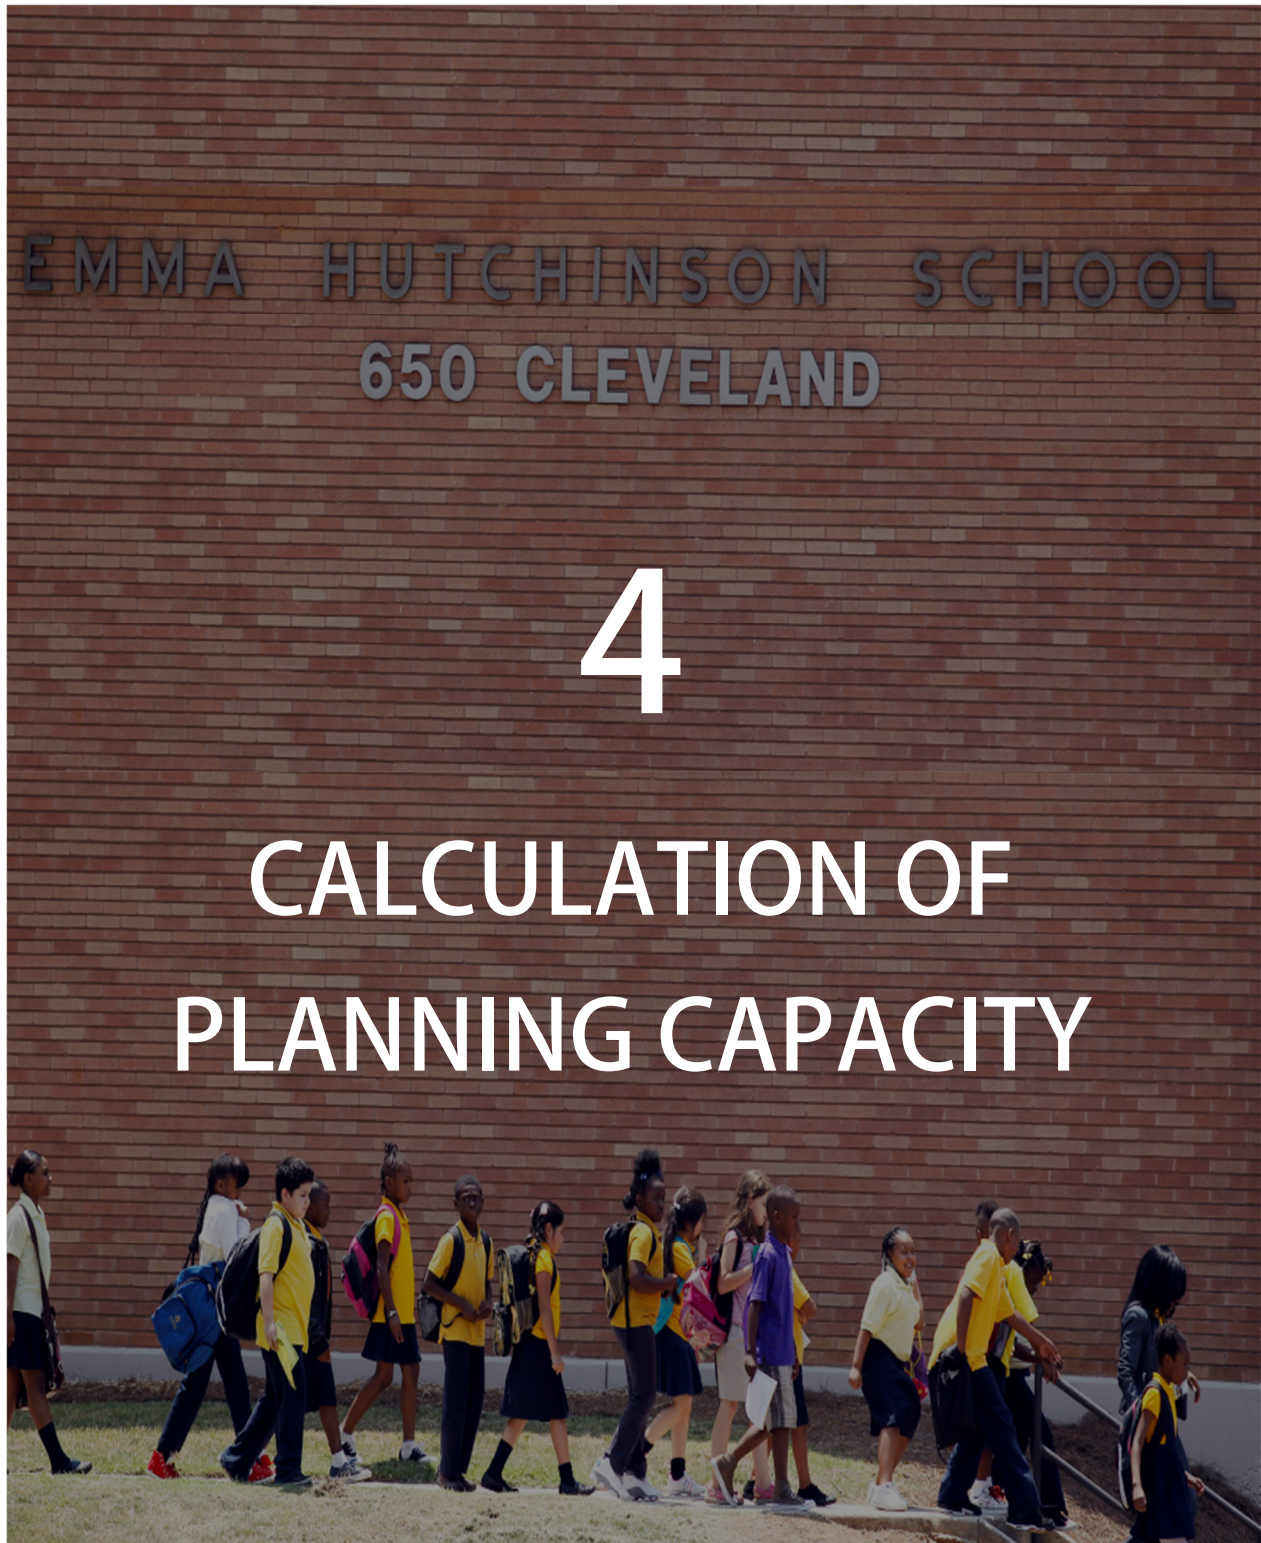 EMMA HUTCHINSON SCHOOL
650 CLEVELAND
4
CALCULATION OF
PLANNING CAPACITY